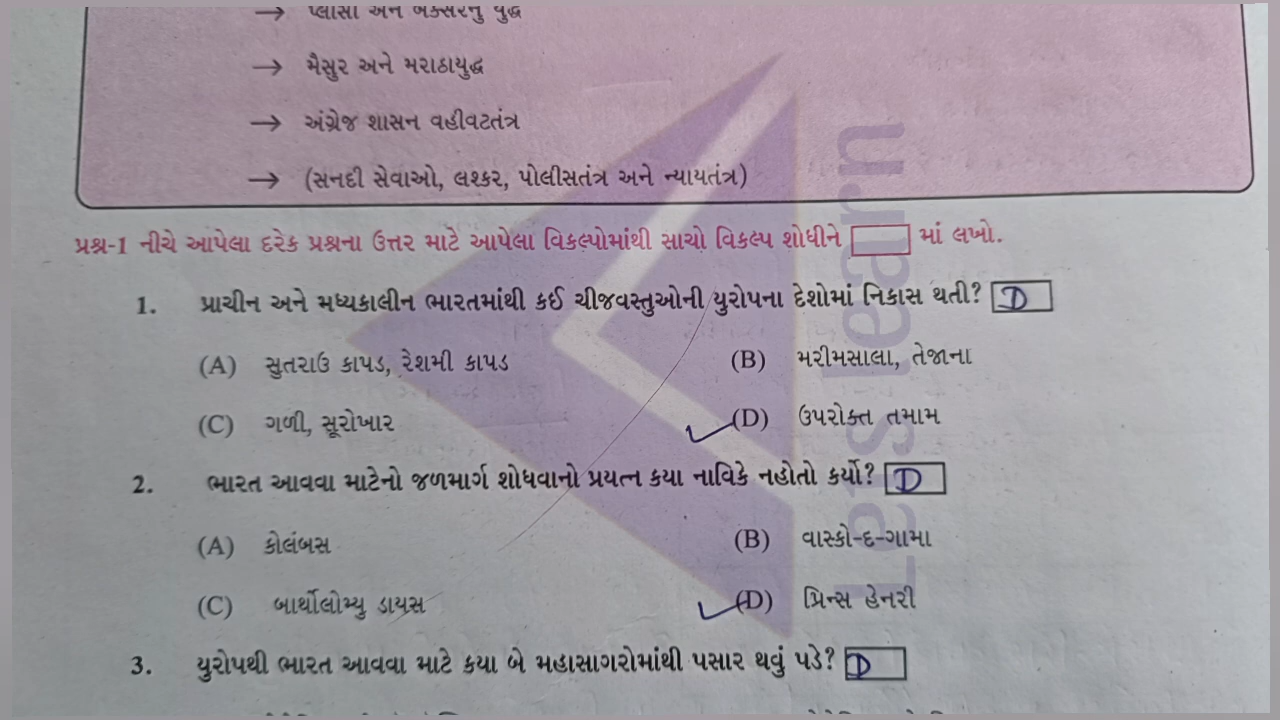 → પ્લાસી અને બક્સરનું યુદ્ધ
→ મૈસુર અને મરાઠાયુદ્ધ
→ અંગ્રેજ શાસન વહીવટતંત્ર
→ (સનદી સેવાઓ, લશ્કર, પોલીસતંત્ર અને ન્યાયતંત્ર)
પ્રશ્ન-1 નીચે આપેલા દરેક પ્રશ્નના ઉત્તર માટે આપેલા વિકલ્પોમાંથી સાચો વિકલ્પ શોધીને માં લખો.
1. પ્રાચીન અને મધ્યકાલીન ભારતમાંથી કઈ ચીજવસ્તુઓની યુરોપના દેશોમાં નિકાસ થતી? D
(A) સુતરાઉ કાપડ, રેશમી કાપડ (B) મરીમસાલા, તેજાના
(C) ગળી, સૂરોખાર (D) ઉપરોક્ત તમામ
2. ભારત આવવા માટેનો જળમાર્ગ શોધવાનો પ્રયત્ન કયા નાવિકે નહોતો કર્યો? D
(A) કોલંબસ (B) વાસ્કો-દ-ગામા
(C) બાર્થોલોમ્યુ ડાયસ (D) પ્રિન્સ હેનરી
3. યુરોપથી ભારત આવવા માટે કયા બે મહાસાગરોમાંથી પસાર થવું પડે? D
Lets learn